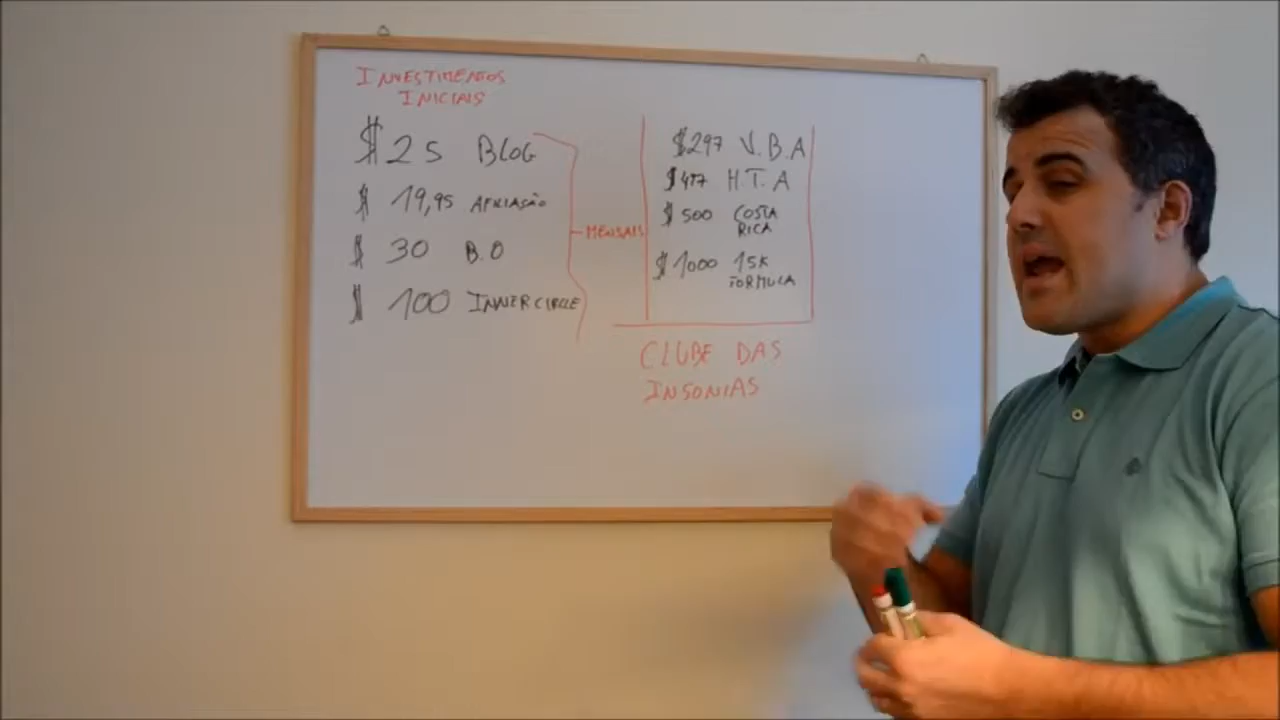 INVESTIMENTOS
INICIAIS
$ 25 BLOG
$ 19,95 AFILIAÇÃO
$ 30 B.O
$ 100 INNER CIRCLE
MENSAIS
$297 V.B.A
$497 H.T.A
$500 COSTA
RICA
$1000 15K
FORMULA
CLUBE DAS
INSONIAS